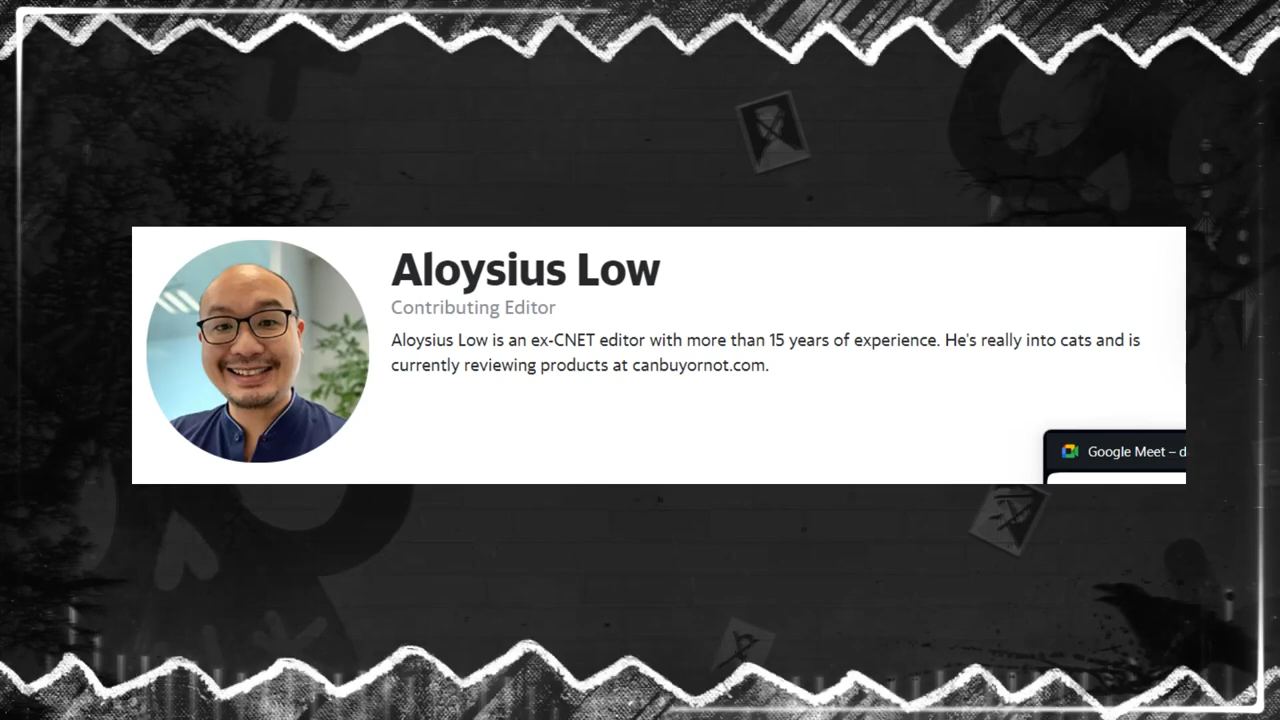 Aloysius Low
Contributing Editor
Aloysius Low is an ex-CNET editor with more than 15 years of experience. He's really into cats and is
currently reviewing products at canbuyornot.com.
Google Meet – d